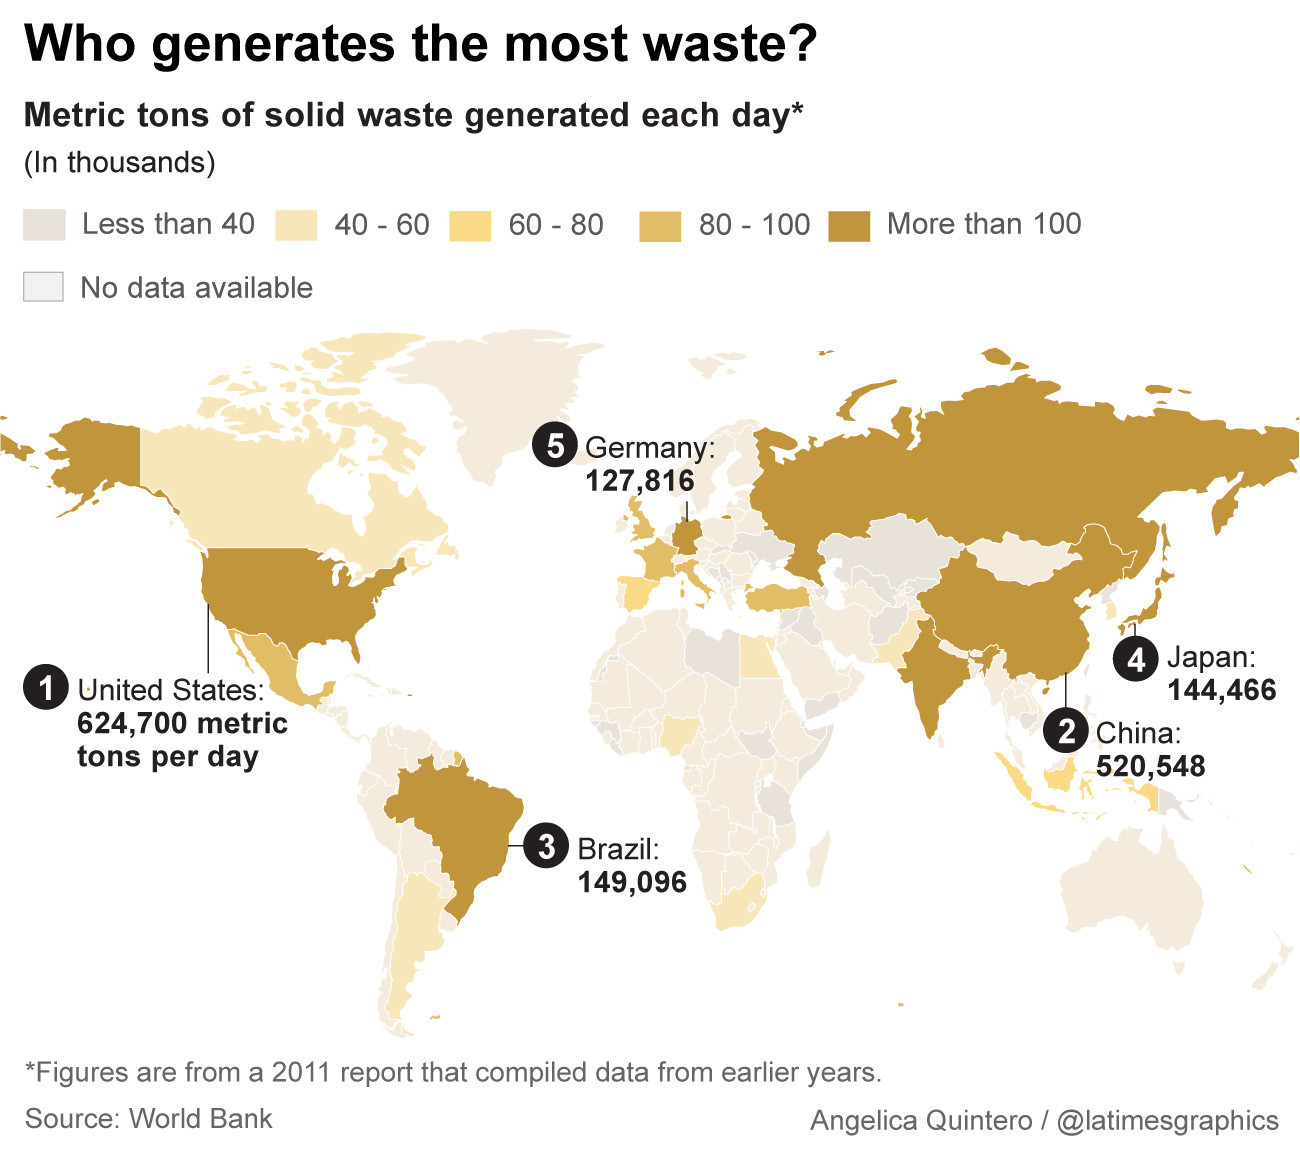 Who generates the most waste?
Metric tons of solid waste generated each day*
(In thousands)
Less than 40
40 - 60
60 - 80
80 - 100
More than 100
No data available
5
Germany:
127,816
1
United States:
624,700 metric
tons per day
4
Japan:
144,466
2
China:
520,548
3
Brazil:
149,096
*Figures are from a 2011 report that compiled data from earlier years.
Source: World Bank
Angelica Quintero / @latimesgraphics